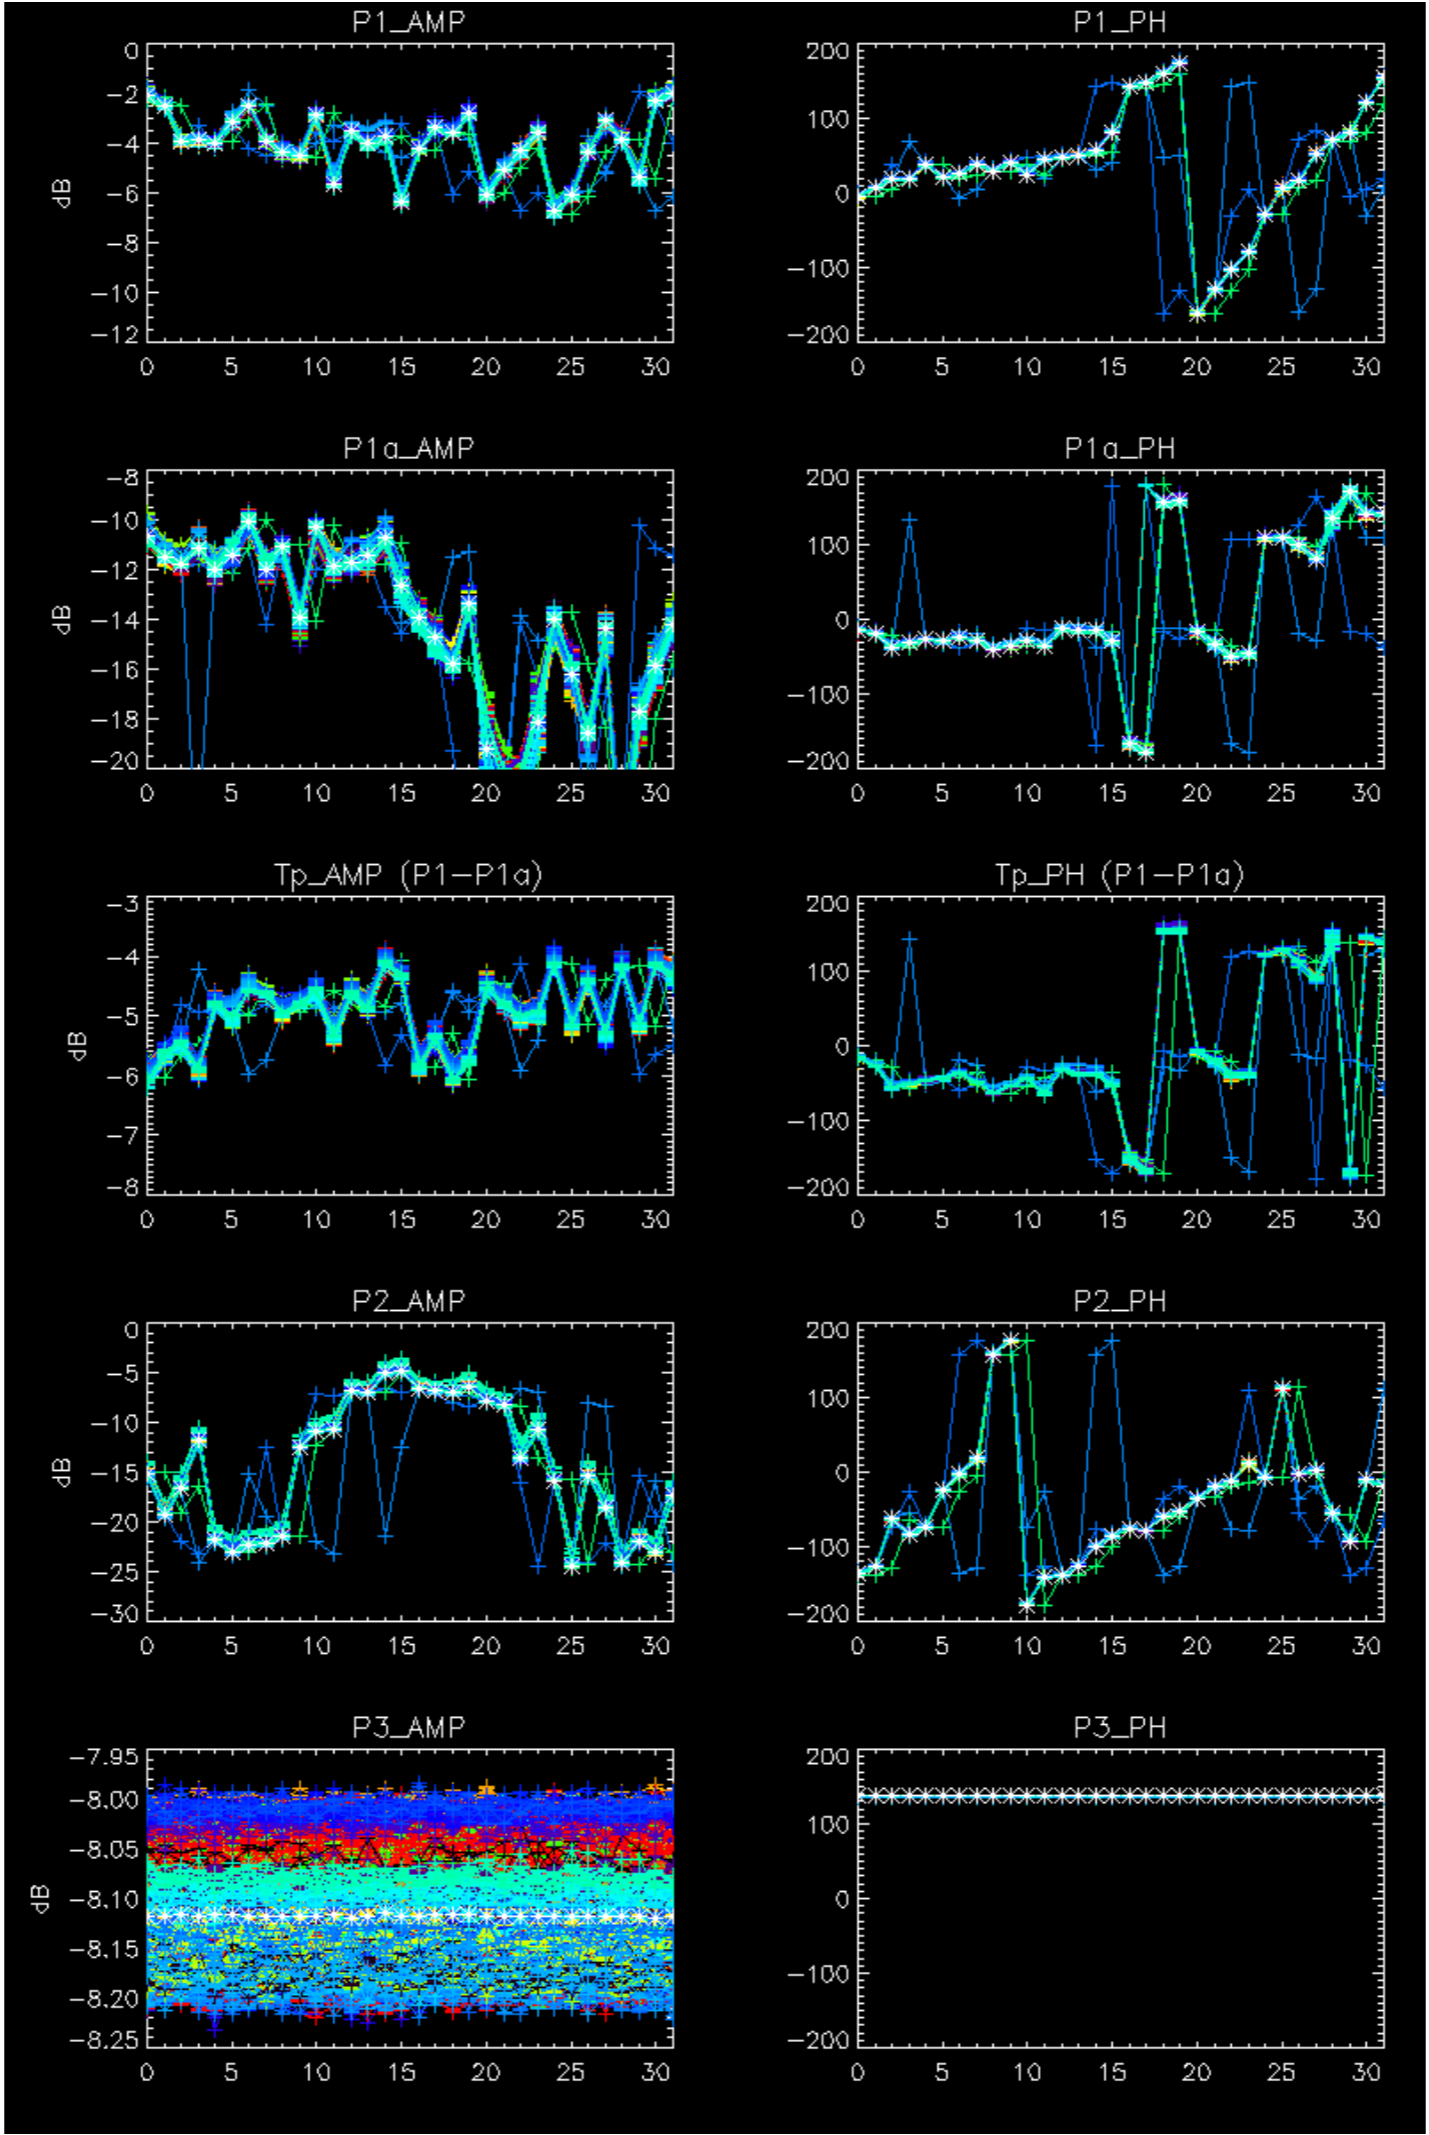 P1_AMP P1_PH
0 −2 −4 −6 −8 −10 −12 dB 200 100 0 −100 −200
0 5 10 15 20 25 30 0 5 10 15 20 25 30
P1a_AMP P1a_PH
−8 −10 −12 −14 −16 −18 −20 dB 200 100 0 −100 −200
0 5 10 15 20 25 30 0 5 10 15 20 25 30
Tp_AMP (P1−P1a) Tp_PH (P1−P1a)
−3 −4 −5 −6 −7 −8 dB 200 100 0 −100 −200
0 5 10 15 20 25 30 0 5 10 15 20 25 30
P2_AMP P2_PH
0 −5 −10 −15 −20 −25 −30 dB 200 100 0 −100 −200
0 5 10 15 20 25 30 0 5 10 15 20 25 30
P3_AMP P3_PH
−7.95 −8.00 −8.05 −8.10 −8.15 −8.20 −8.25 dB 200 100 0 −100 −200
0 5 10 15 20 25 30 0 5 10 15 20 25 30